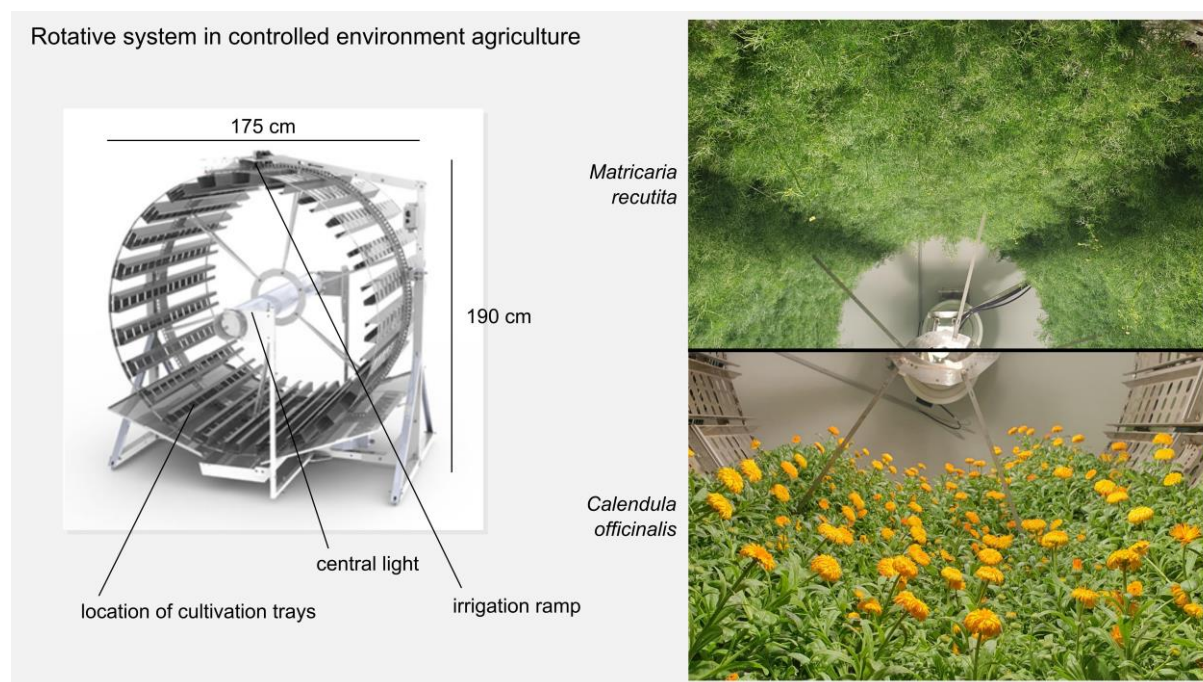 Rotative system in controlled environment agriculture
175 cm
190 cm
central light
location of cultivation trays
irrigation ramp
Matricaria
recutita
Calendula
officinalis